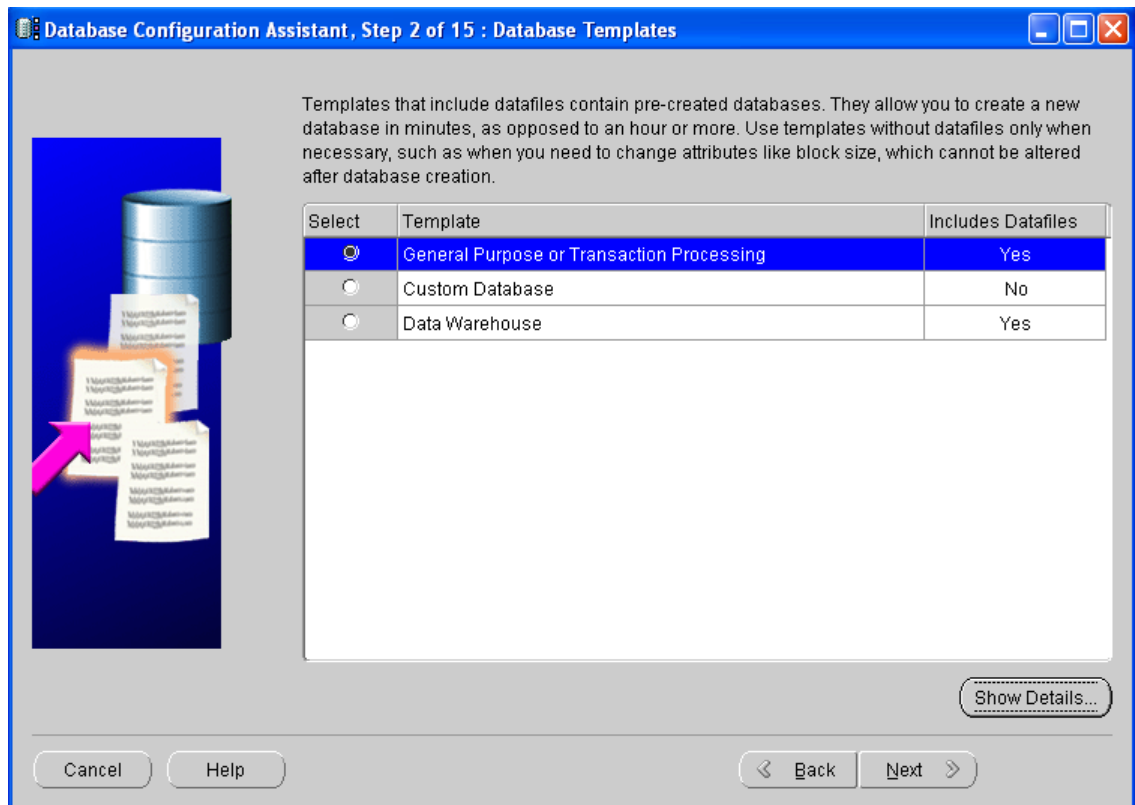 Database Configuration Assistant, Step 2 of 15 : Database Templates
Templates that include datafiles contain pre-created databases. They allow you to create a new
database in minutes, as opposed to an hour or more. Use templates without datafiles only when
necessary, such as when you need to change attributes like block size, which cannot be altered
after database creation.
Select Template Includes Datafiles
General Purpose or Transaction Processing Yes
Custom Database No
Data Warehouse Yes
Show Details...
Cancel Help Back Next